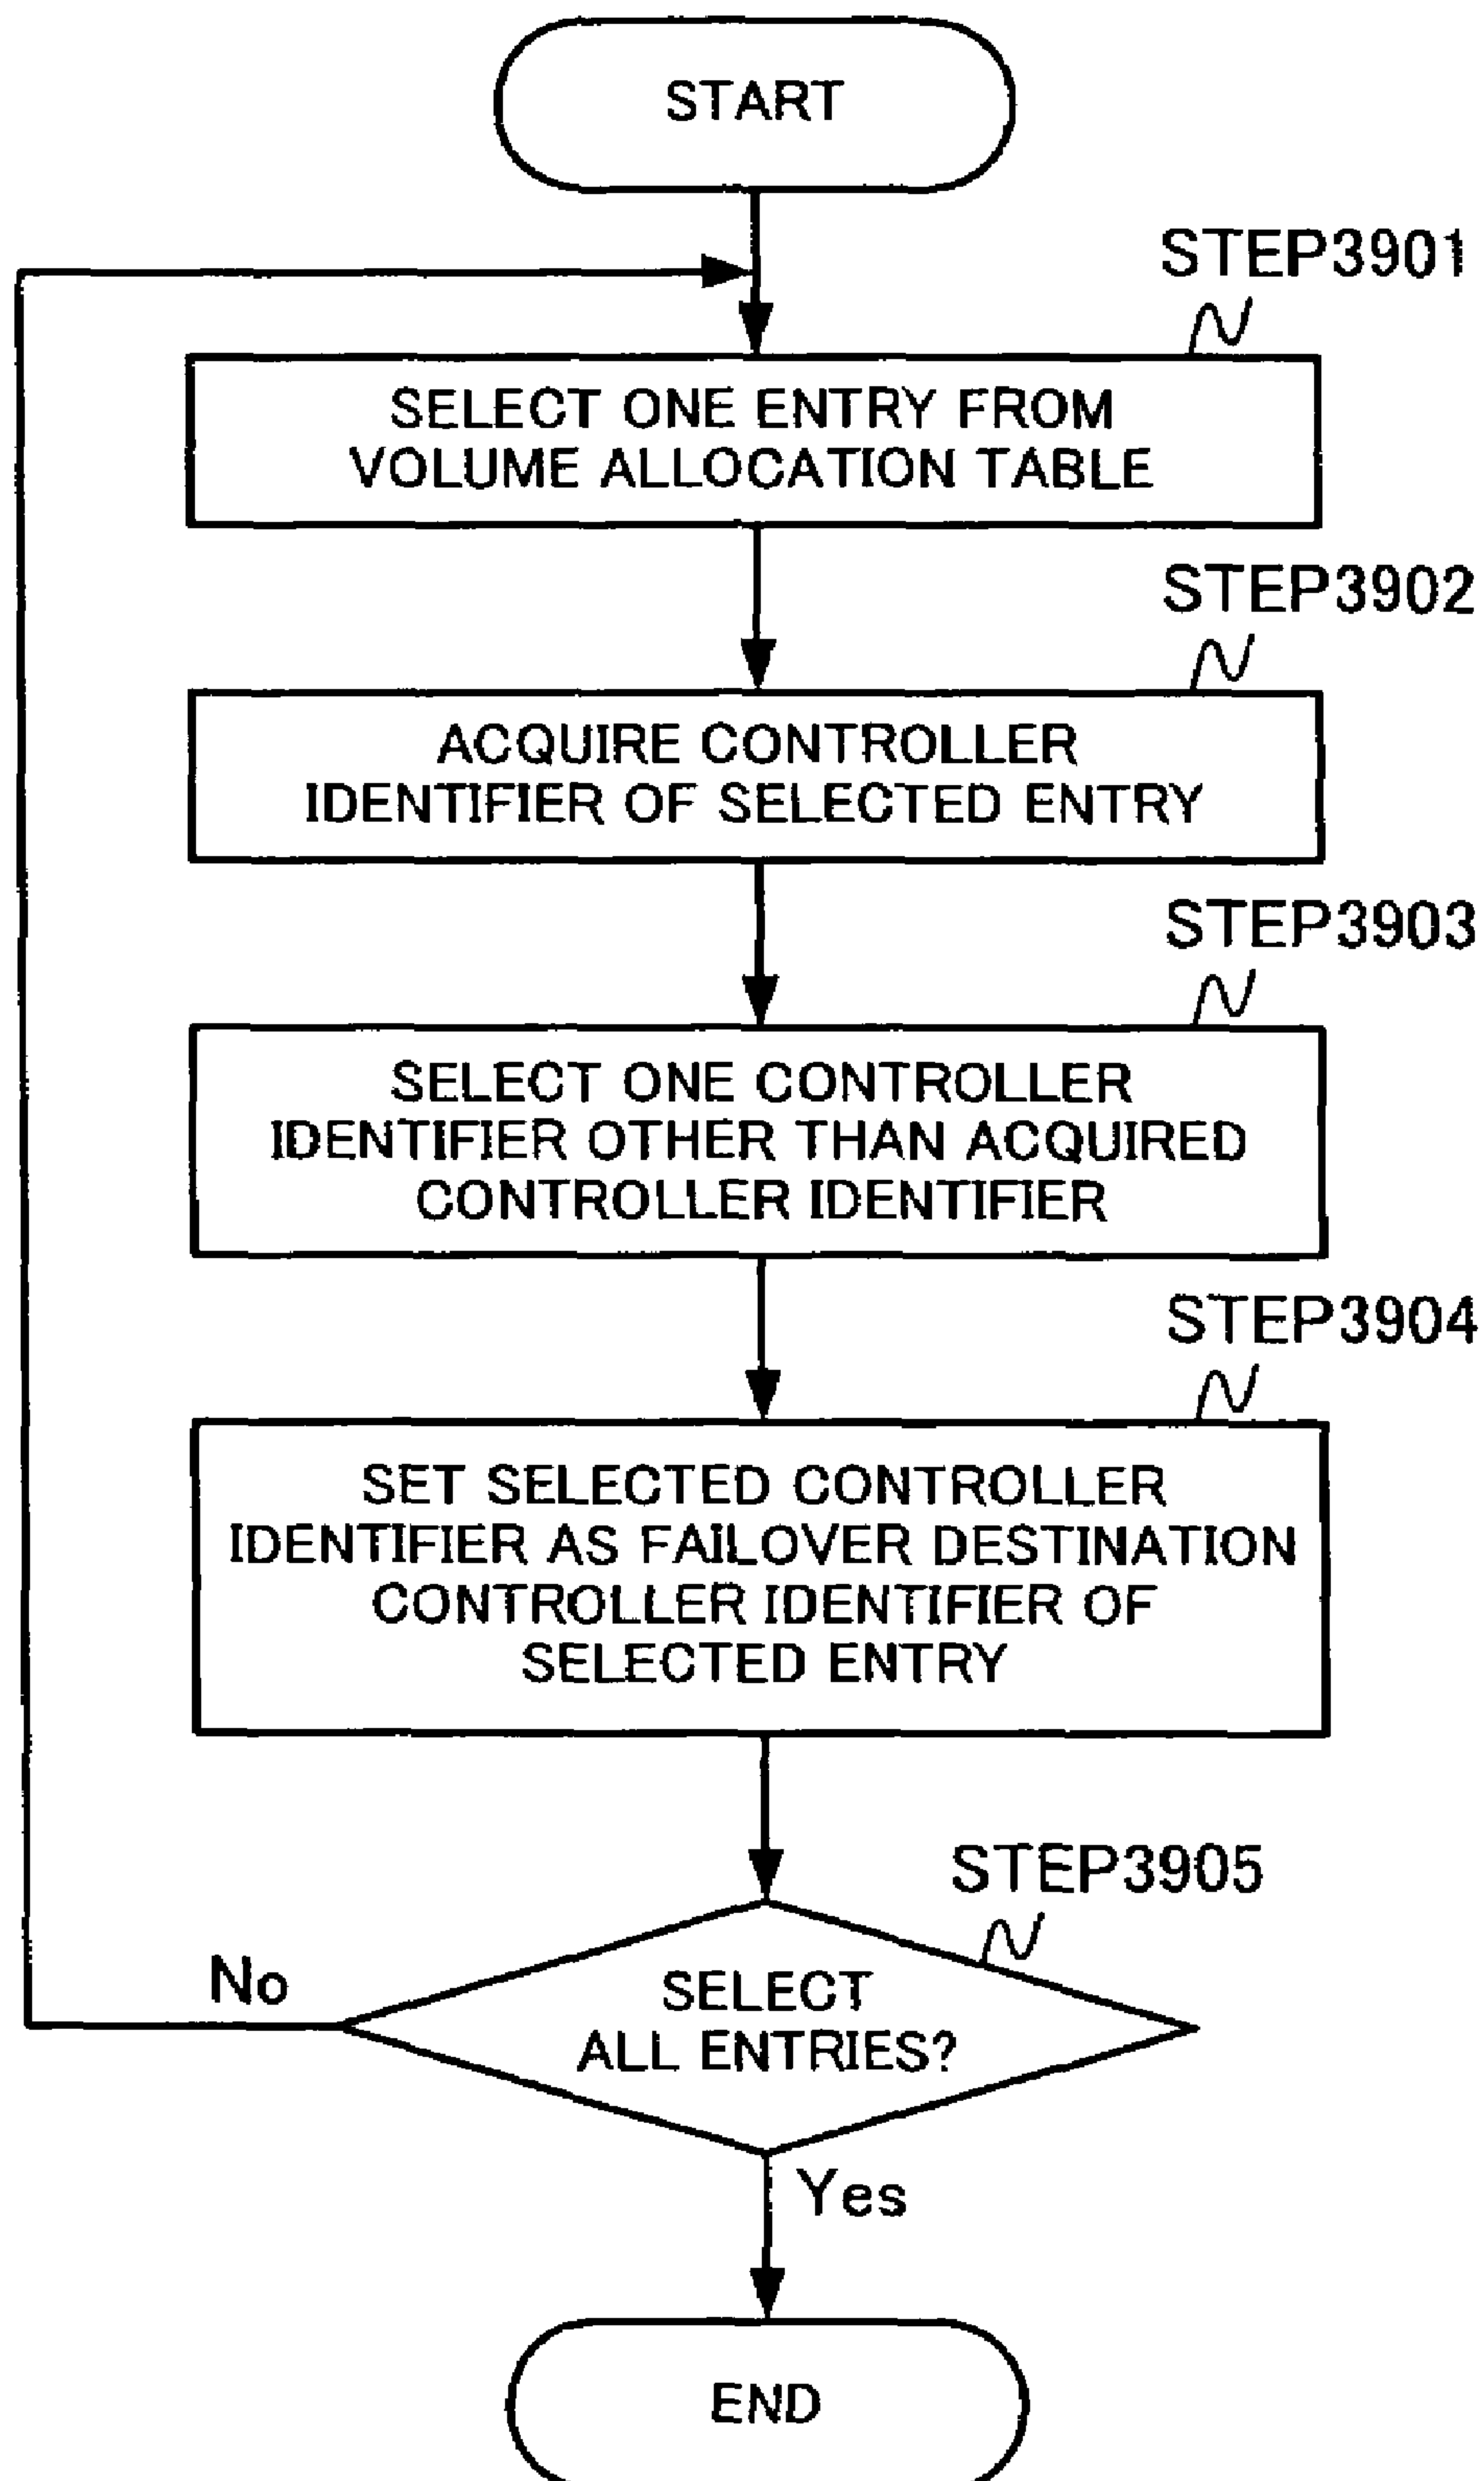 START
STEP3901
SELECT ONE ENTRY FROM
VOLUME ALLOCATION TABLE
STEP3902
ACQUIRE CONTROLLER
IDENTIFIER OF SELECTED ENTRY
STEP3903
SELECT ONE CONTROLLER
IDENTIFIER OTHER THAN ACQUIRED
CONTROLLER IDENTIFIER
STEP3904
SET SELECTED CONTROLLER
IDENTIFIER AS FAILOVER DESTINATION
CONTROLLER IDENTIFIER OF
SELECTED ENTRY
STEP3905
No
SELECT
ALL ENTRIES?
Yes
END